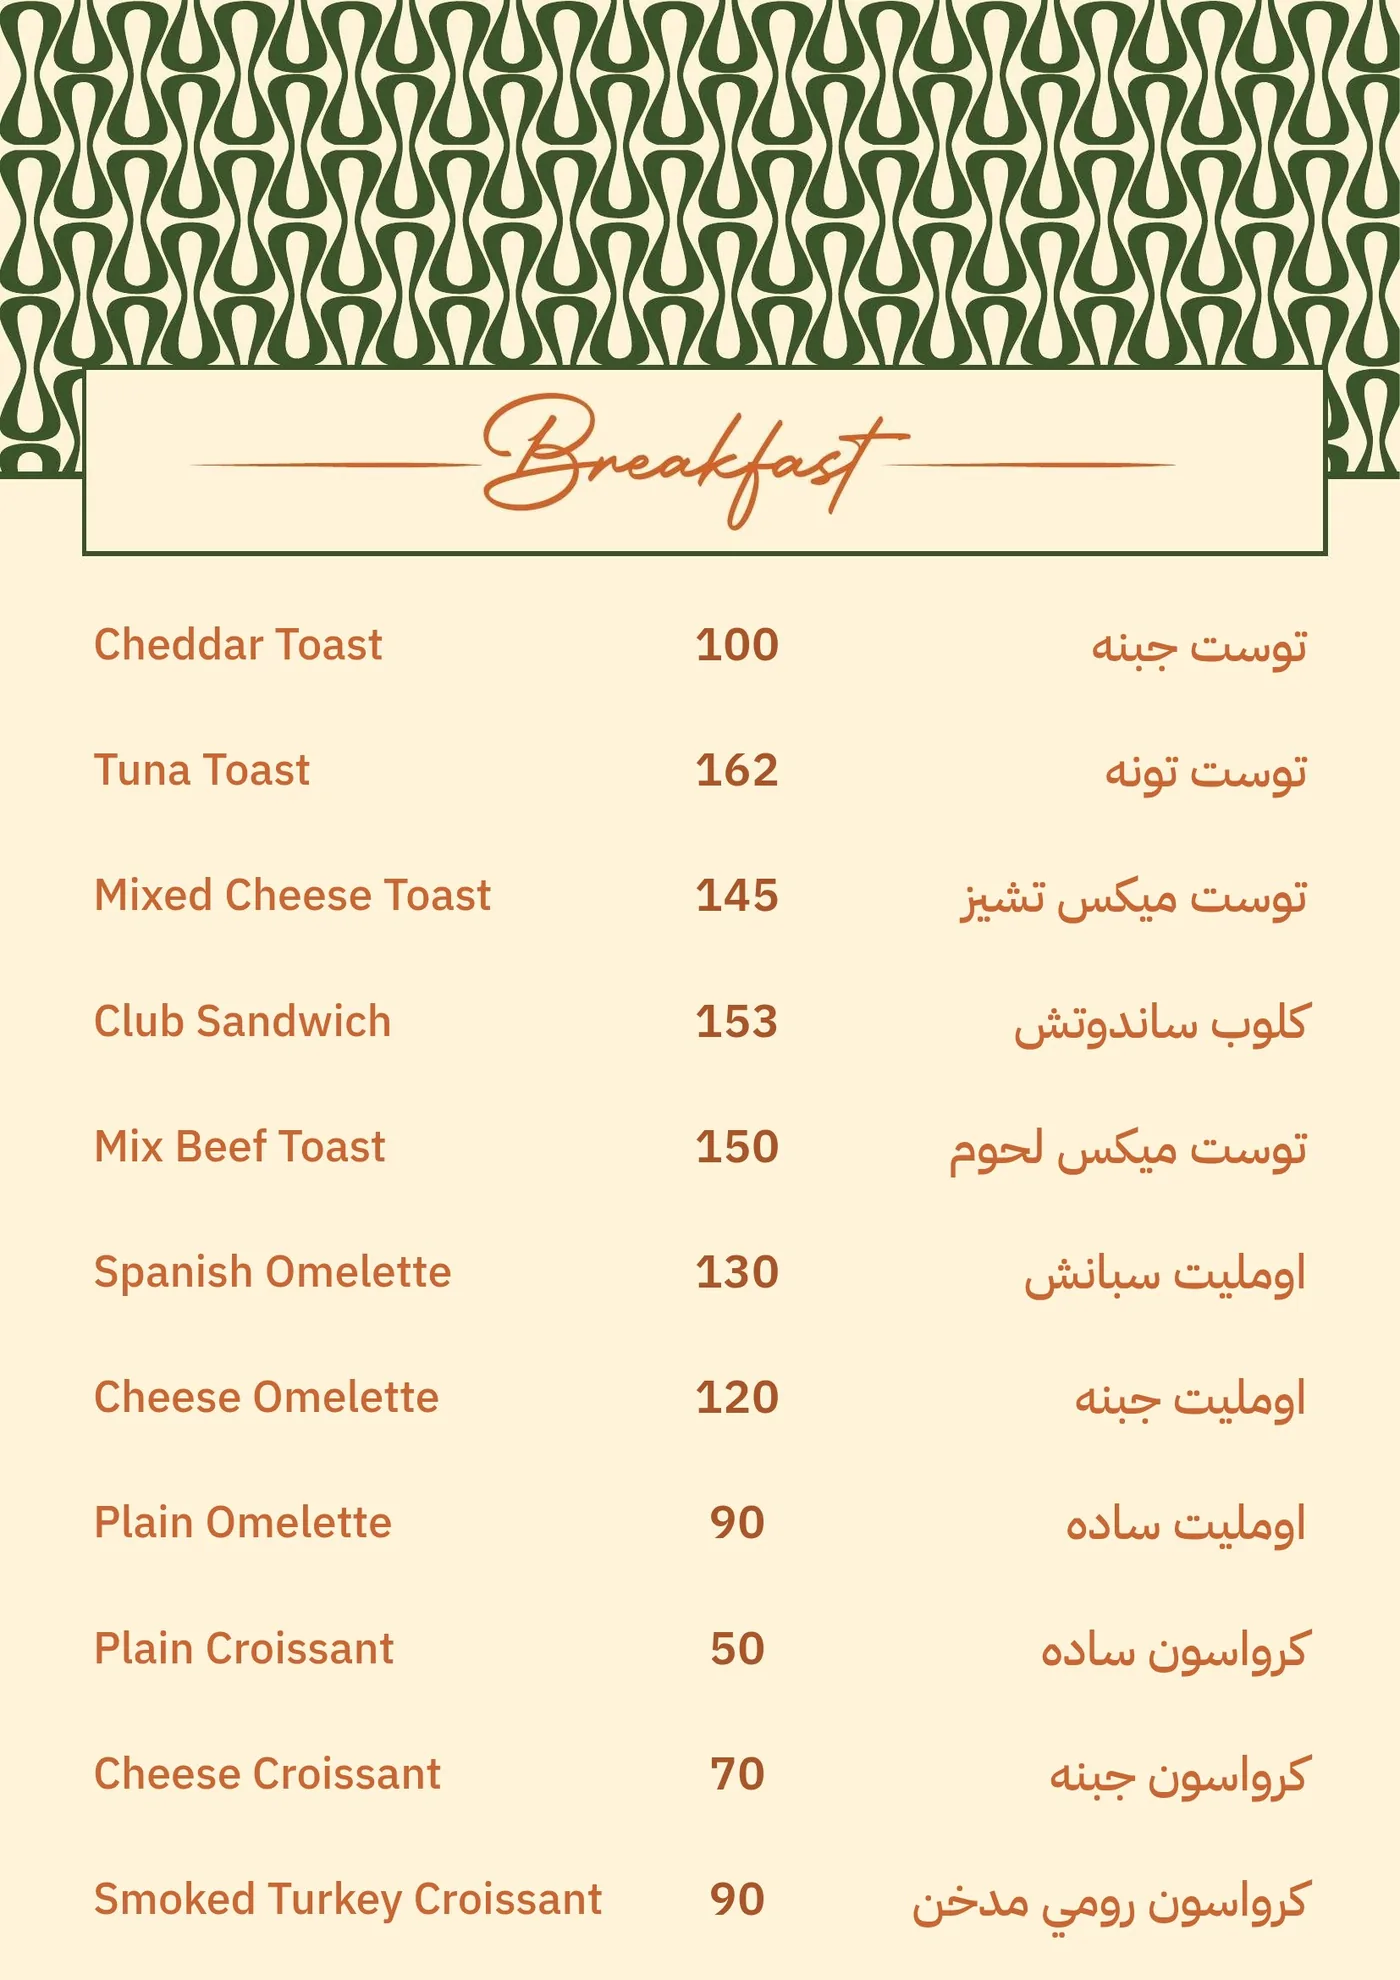 Breakfast
Cheddar Toast 100 توست جبنه
Tuna Toast 162 توست تونه
Mixed Cheese Toast 145 توست ميكس تشيز
Club Sandwich 153 كلوب ساندوتش
Mix Beef Toast 150 توست ميكس لحوم
Spanish Omelette 130 اومليت سبانش
Cheese Omelette 120 اومليت جبنه
Plain Omelette 90 اومليت ساده
Plain Croissant 50 كرواسون ساده
Cheese Croissant 70 كرواسون جبنه
Smoked Turkey Croissant 90 كرواسون رومي مدخن